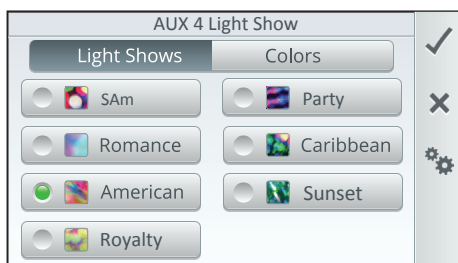 AUX 4 Light Show
Light Shows Colors
SAm Party
Romance Caribbean
American Sunset
Royalty